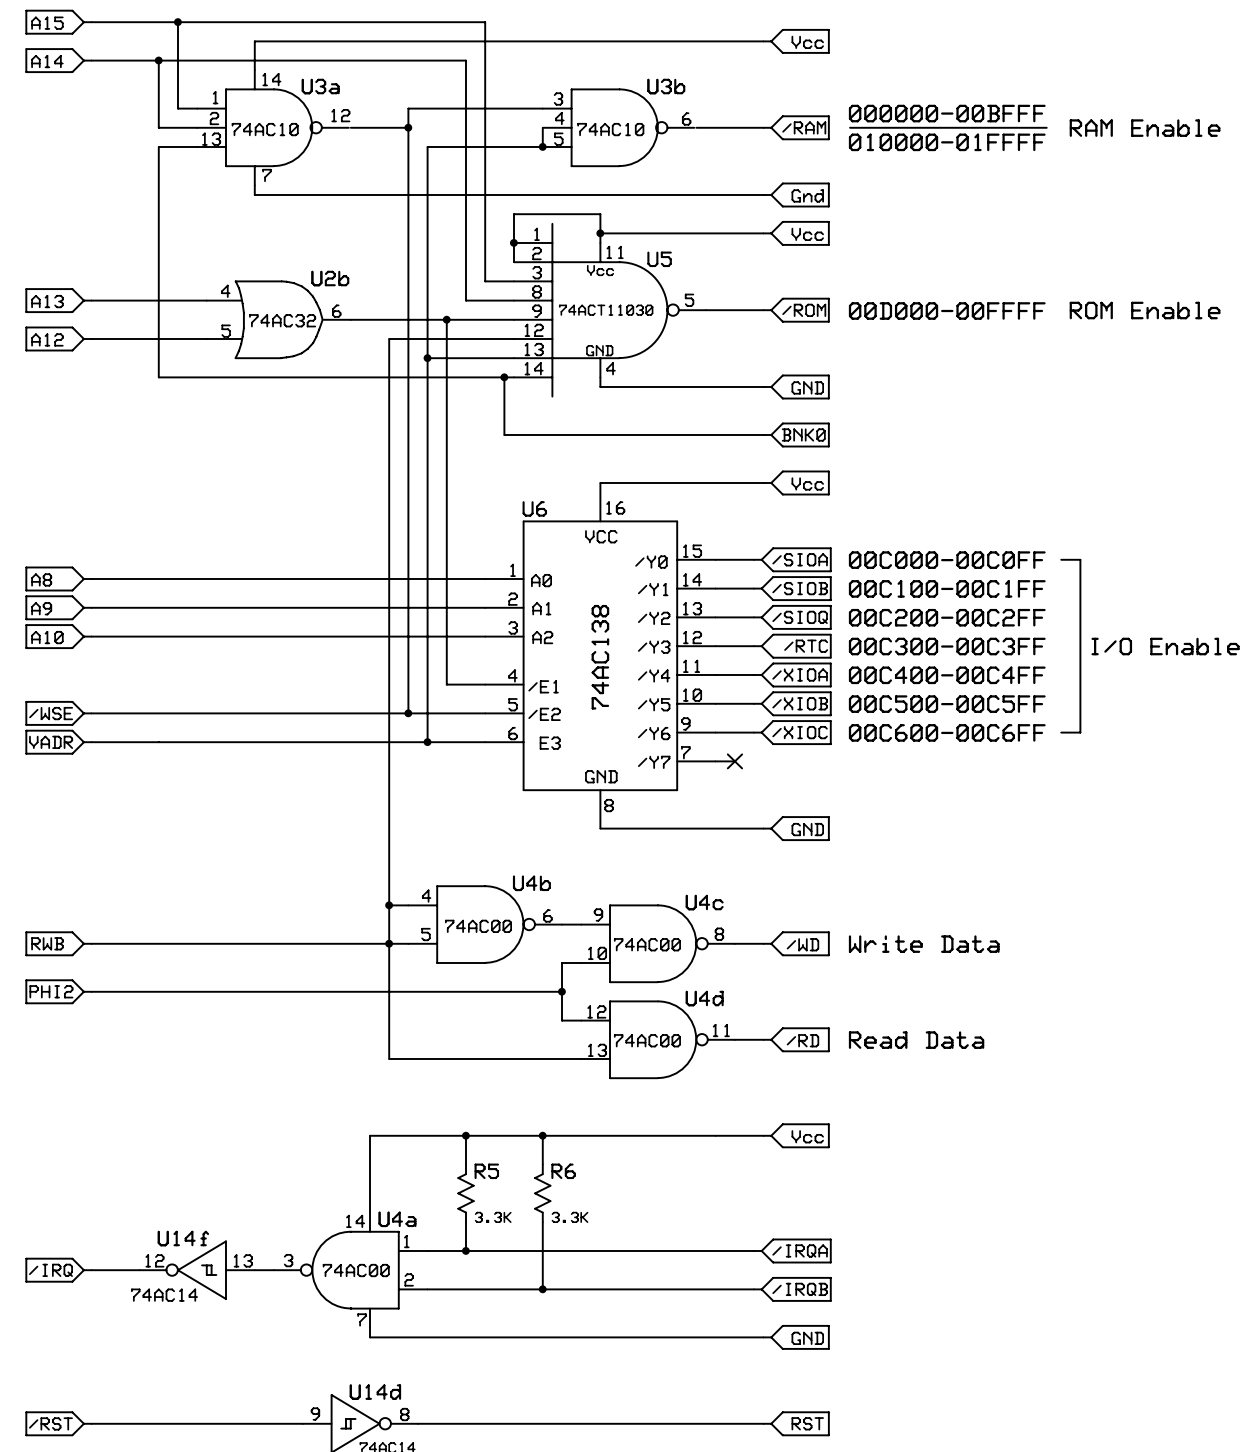 A15
Vcc
A14
14 U3a U3b
1 3
2 74AC10 12 4 74AC10 6 /RAM 000000-00BFFF RAM Enable
13 5 010000-01FFFF
7
Gnd
1 Vcc
2 11 U5
Vcc
U2b 3
A13 4 8 5
74AC32 6 9 74ACT11030 /ROM 00D000-00FFFF ROM Enable
A12 5 12
13 GND
14 4
GND
BNK0
Vcc
U6 16
VCC
/Y0 15 /SIOA 00C000-00C0FF
A8 1 A0 /Y1 14 /SIOB 00C100-00C1FF
A9 2 A1 /Y2 13 /SIOQ 00C200-00C2FF
A10 3 A2 /Y3 12 /RTC 00C300-00C3FF I/O Enable
74AC138
/Y4 11 /XIOA 00C400-00C4FF
4 /E1 /Y5 10 /XIOB 00C500-00C5FF
/WSE 5 /E2 /Y6 9 /XIOC 00C600-00C6FF
VADR 6 E3 /Y7 7
GND
8
GND
U4b
4 U4c
74AC00 6 9
RWB 5 74AC00 8 /WD Write Data
10
PHI2 U4d
12
74AC00 11 /RD Read Data
13
Vcc
R5 R6
3.3K 3.3K
14 U4a
U14f 1 /IRQA
/IRQ 12 13 3 74AC00
74AC14 2 /IRQB
7
GND
U14d
/RST 9 8 RST
74AC14